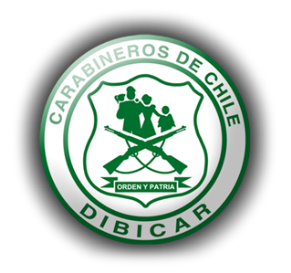 CARABINEROS DE CHILE
ORDEN Y PATRIA
DIBICAR